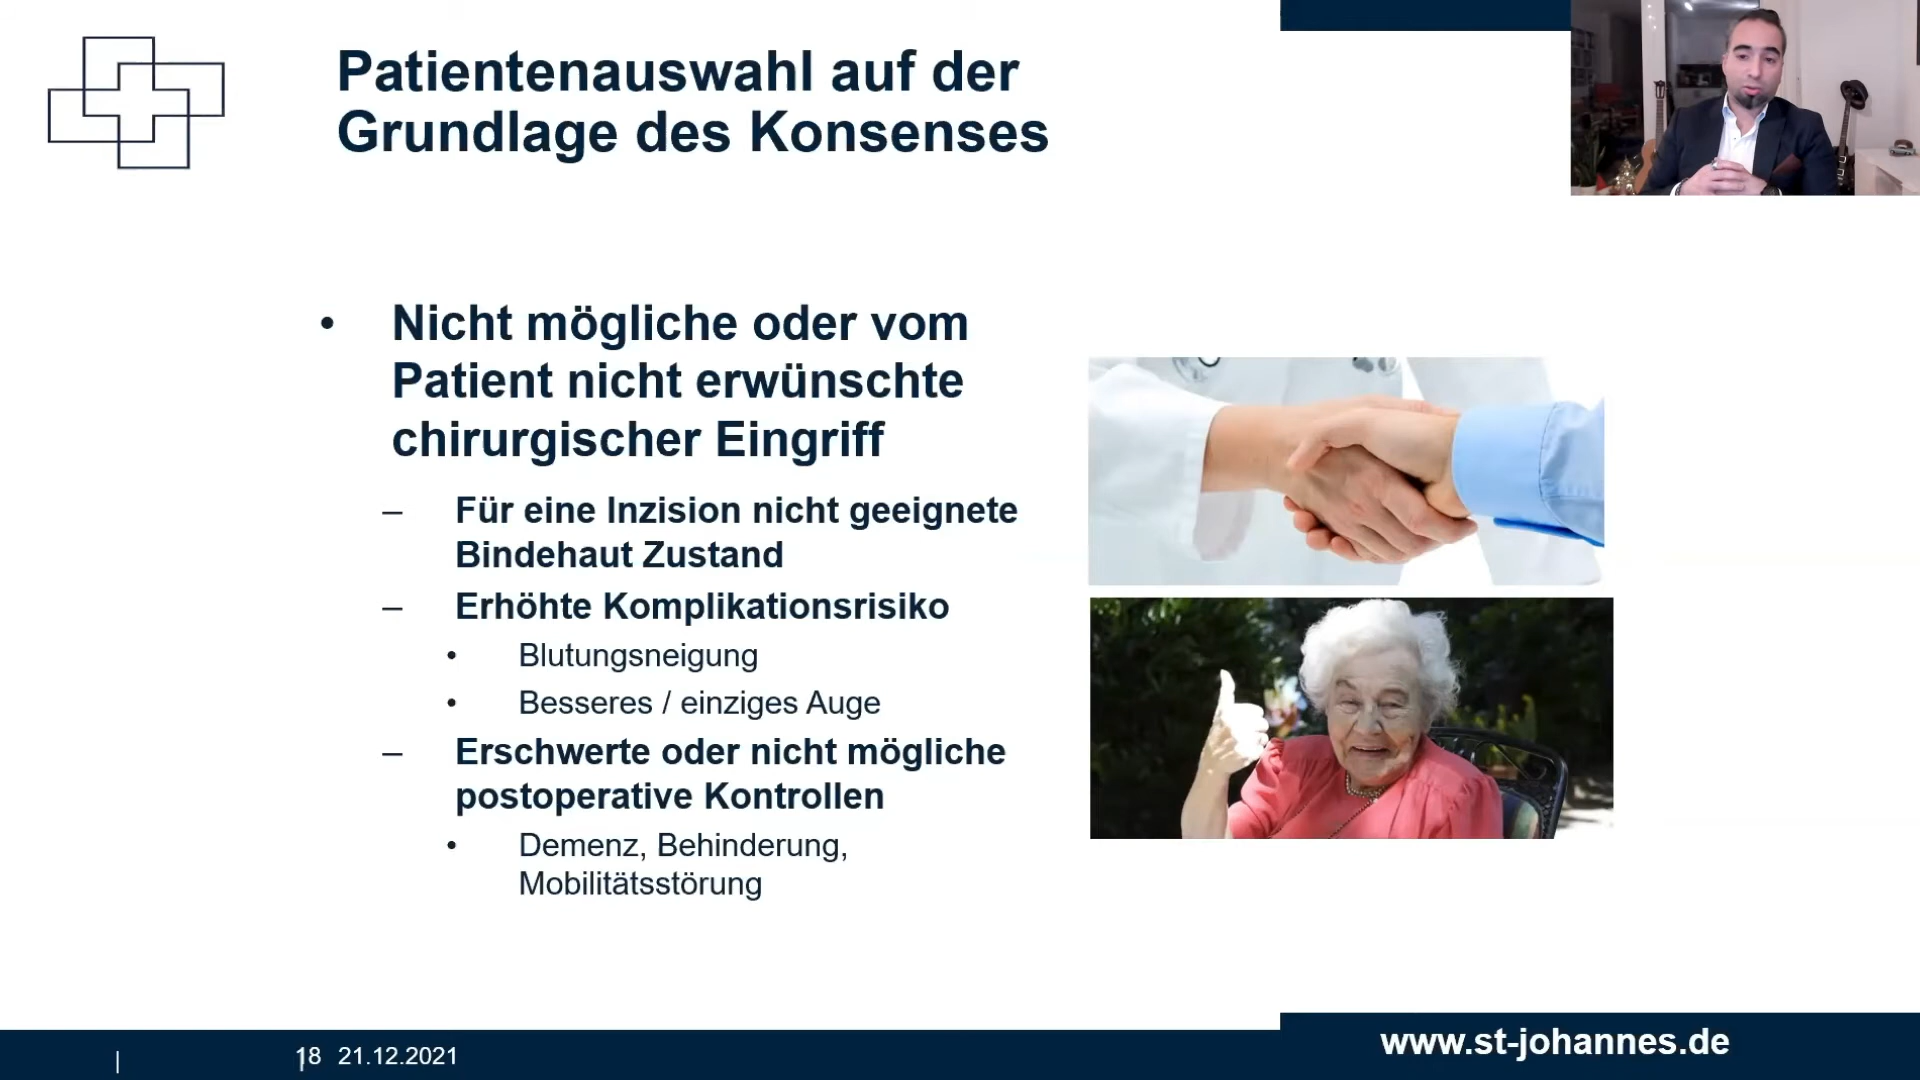 Patientenauswahl auf der
Grundlage des Konsenses
• Nicht mögliche oder vom
Patient nicht erwünschte
chirurgischer Eingriff
– Für eine Inzision nicht geeignete
Bindehaut Zustand
– Erhöhte Komplikationsrisiko
• Blutungsneigung
• Besseres / einziges Auge
– Erschwerte oder nicht mögliche
postoperative Kontrollen
• Demenz, Behinderung,
Mobilitätsstörung
| 18 21.12.2021
www.st-johannes.de